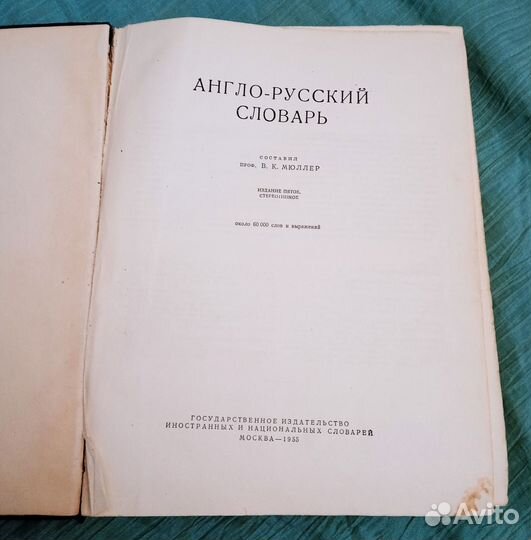 АНГЛО-РУССКИЙ
СЛОВАРЬ
СОСТАВИЛ
ПРОФ. В. К. МЮЛЛЕР
ИЗДАНИЕ ПЯТОЕ,
СТЕРЕОТИПНОЕ
около 60 000 слов и выражений
ГОСУДАРСТВЕННОЕ ИЗДАТЕЛЬСТВО
ИНОСТРАННЫХ И НАЦИОНАЛЬНЫХ СЛОВАРЕЙ
МОСКВА—1955
Avito